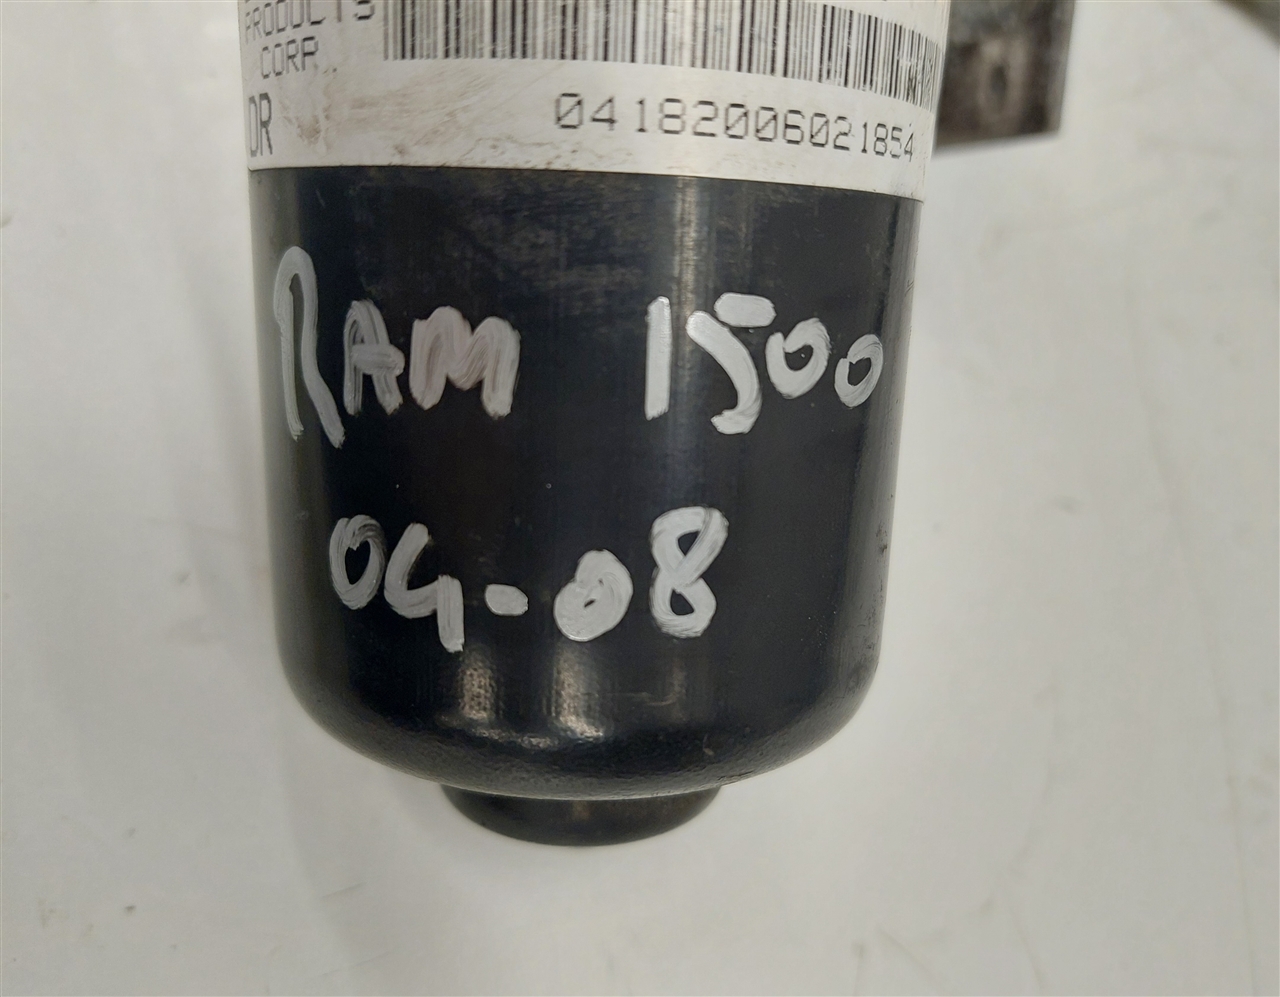 PRODUCTS
CORP
DR
04182006021854
RAM 1500
04-08